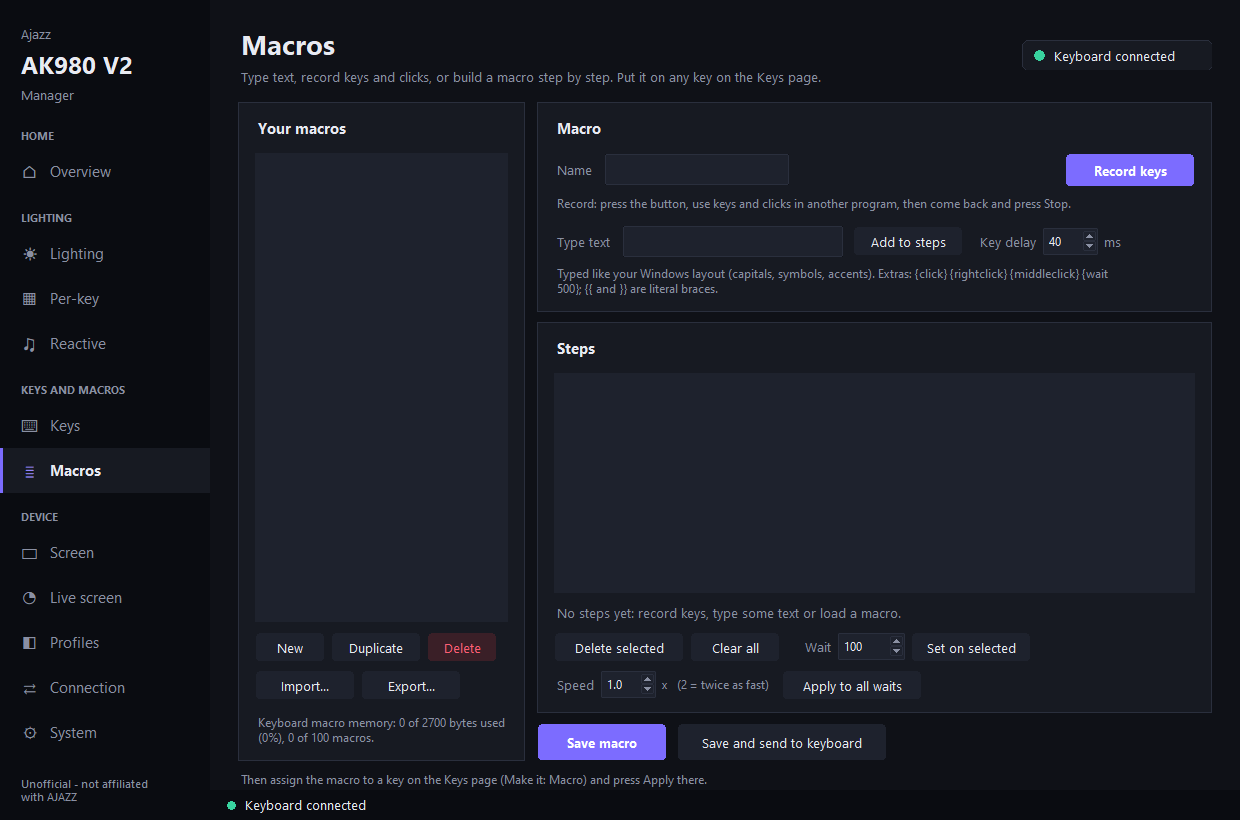 Ajazz
AK980 V2
Manager
HOME
Overview
LIGHTING
Lighting
Per-key
Reactive
KEYS AND MACROS
Keys
Macros
DEVICE
Screen
Live screen
Profiles
Connection
System
Unofficial - not affiliated
with AJAZZ
Macros
Type text, record keys and clicks, or build a macro step by step. Put it on any key on the Keys page.
Keyboard connected
Your macros
New
Duplicate
Delete
Import...
Export...
Keyboard macro memory: 0 of 2700 bytes used
(0%), 0 of 100 macros.
Macro
Name
Record keys
Record: press the button, use keys and clicks in another program, then come back and press Stop.
Type text
Add to steps
Key delay
40
ms
Typed like your Windows layout (capitals, symbols, accents). Extras: {click} {rightclick} {middleclick} {wait
500}; {{ and }} are literal braces.
Steps
No steps yet: record keys, type some text or load a macro.
Delete selected
Clear all
Wait
100
Set on selected
Speed
1.0
x
(2 = twice as fast)
Apply to all waits
Save macro
Save and send to keyboard
Then assign the macro to a key on the Keys page (Make it: Macro) and press Apply there.
Keyboard connected